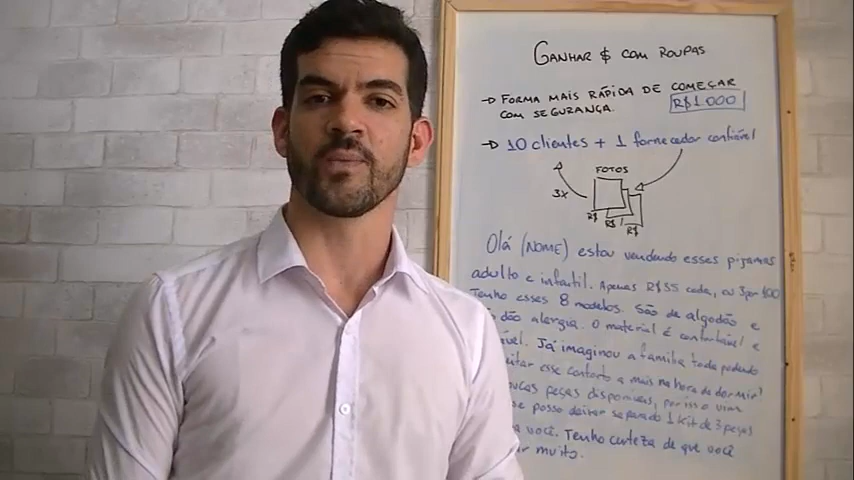 GANHAR $ COM ROUPAS
→ FORMA MAIS RÁPIDA DE COMEÇAR
COM SEGURANÇA.
R$1.000
→ 10 clientes + 1 fornecedor confiável
FOTOS
3X
R$ R$ R$
Olá (NOME) estou vendendo esses pijamas
adulto e infantil. Apenas R$35 cada, ou 3 por 100
Tenho esses 8 modelos. São de algodão e
dão alergia. O material é confortável e
Já imaginou a família toda podendo
esse conforto a mais na hora de dormir?
peças disponíveis, por isso
posso deixar separado 1 kit de 3 peças
você. Tenho certeza de que você
muito.